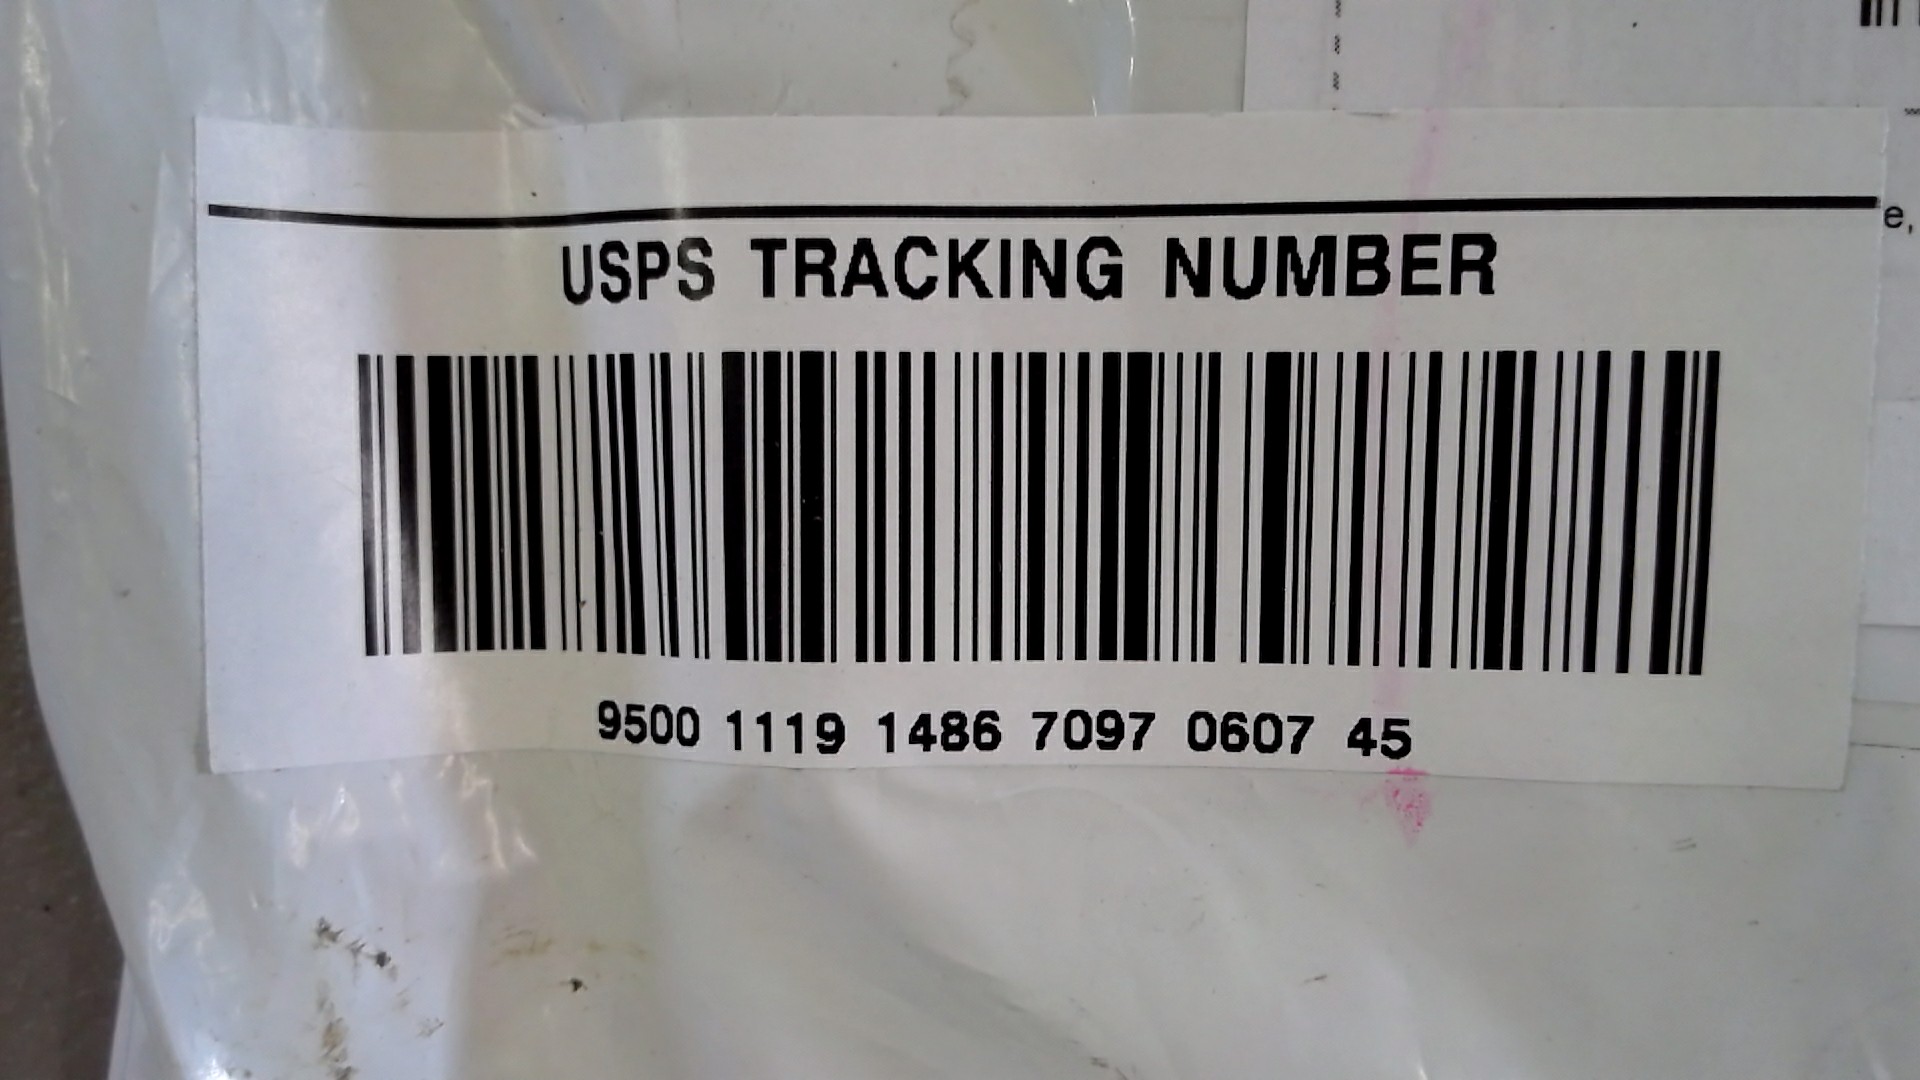 USPS TRACKING NUMBER
e,
9500 1119 1486 7097 0607 45